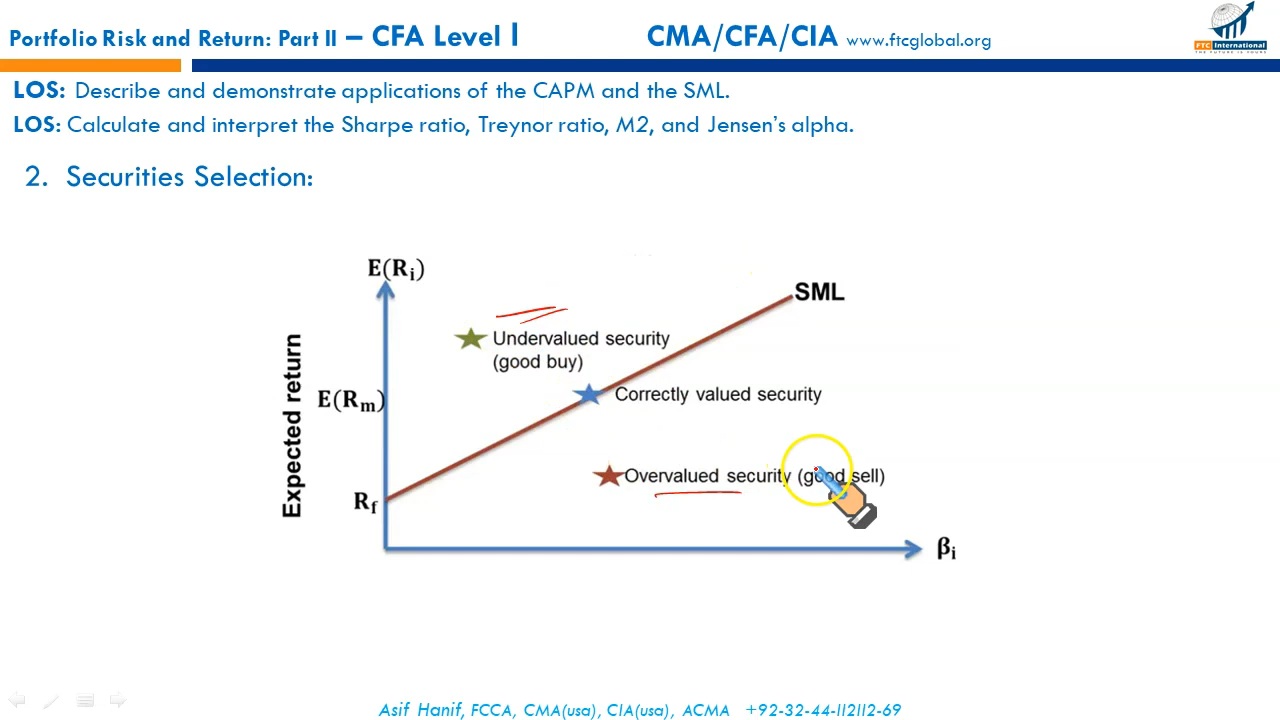 Portfolio Risk and Return: Part II – CFA Level I CMA/CFA/CIA www.ftcglobal.org
FTC International
LOS: Describe and demonstrate applications of the CAPM and the SML.
LOS: Calculate and interpret the Sharpe ratio, Treynor ratio, M2, and Jensen's alpha.
2. Securities Selection:
E(Ri)
SML
Undervalued security
(good buy)
Expected return
E(Rm)
Correctly valued security
Overvalued security (good sell)
Rf
βi
Asif Hanif, FCCA, CMA(usa), CIA(usa), ACMA +92-32-44-112112-69